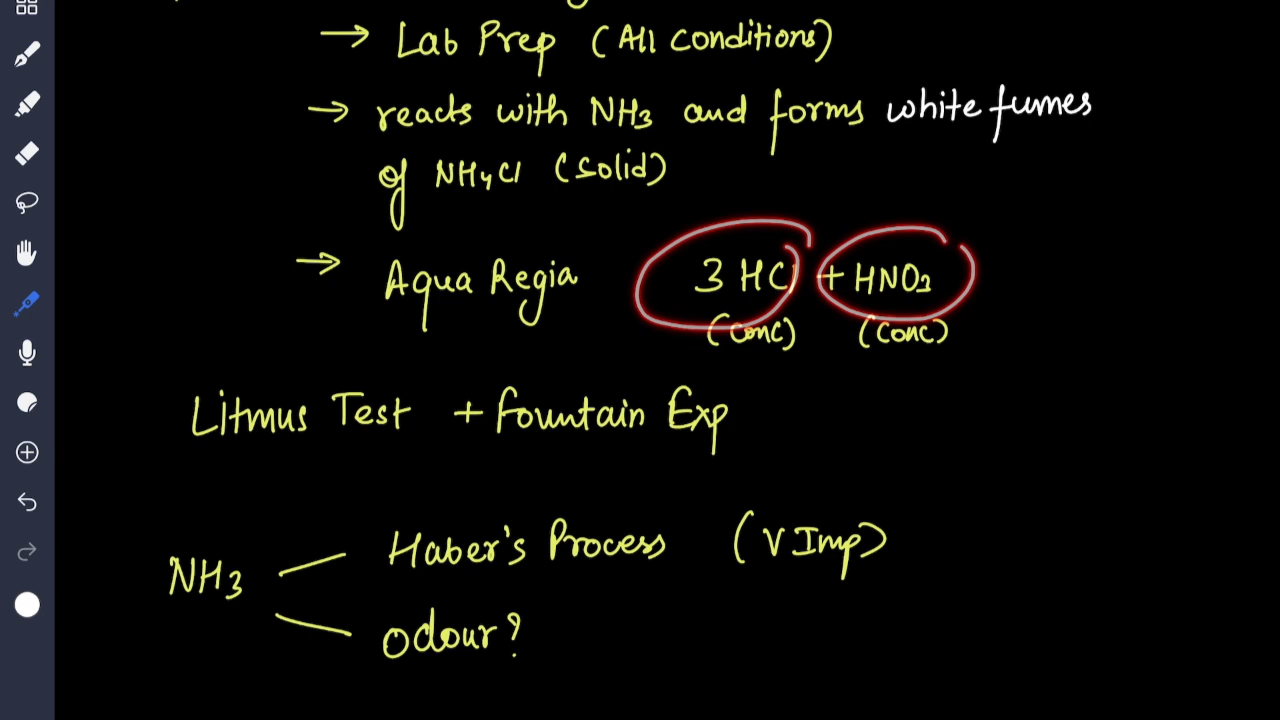 → Lab Prep (All conditions)
→ reacts with NH3 and forms white fumes
of NH4Cl (solid)
→ Aqua Regia 3 HCl + HNO3
(conc) (conc)
Litmus Test + fountain Exp
NH3
Haber's Process (V Imp)
odour?